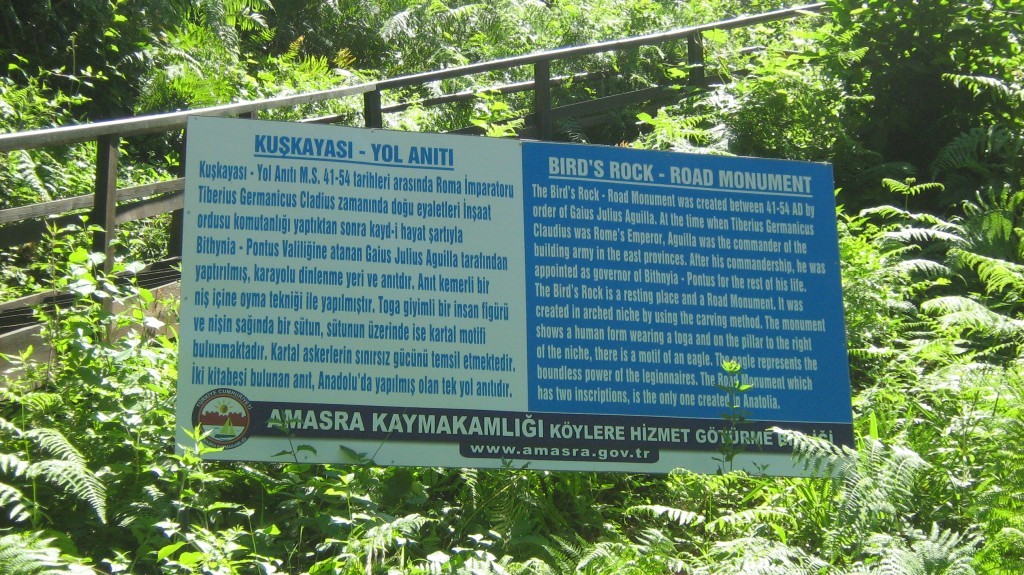 KUŞKAYASI - YOL ANITI
Kuşkayası - Yol Anıtı M.S. 41-54 tarihleri arasında Roma İmparatoru
Tiberius Germanicus Cladius zamanında doğu eyaletleri İnşaat
ordusu komutanlığı yaptıktan sonra kayd-i hayat şartıyla
Bithynia - Pontus Valiliğine atanan Gaius Julius Aguilla tarafından
yaptırılmış, karayolu dinlenme yeri ve anıtıdır. Anıt kemerli bir
niş içine oyma tekniği ile yapılmıştır. Toga giyimli bir insan figürü
ve nişin sağında bir sütun, sütunun üzerinde ise kartal motifi
bulunmaktadır. Kartal askerlerin sınırsız gücünü temsil etmektedir.
İki kitabesi bulunan anıt, Anadolu'da yapılmış olan tek yol anıtıdır.
BIRD'S ROCK - ROAD MONUMENT
The Bird's Rock - Road Monument was created between 41-54 AD by
order of Gaius Julius Aguilla. At the time when Tiberius Germanicus
Claudius was Rome's Emperor, Aguilla was the commander of the
building army in the east provinces. After his commandership, he was
appointed as governor of Bithnyia - Pontus for the rest of his life.
The Bird's Rock is a resting place and a Road Monument. It was
created in arched niche by using the carving method. The monument
shows a human form wearing a toga and on the pillar to the right
of the niche, there is a motif of an eagle. The eagle represents the
boundless power of the legionnaires. The Road Monument which
has two inscriptions, is the only one created in Anatolia.
AMASRA KAYMAKAMLIĞI KÖYLERE HİZMET GÖTÜRME BİRLİĞİ
www.amasra.gov.tr